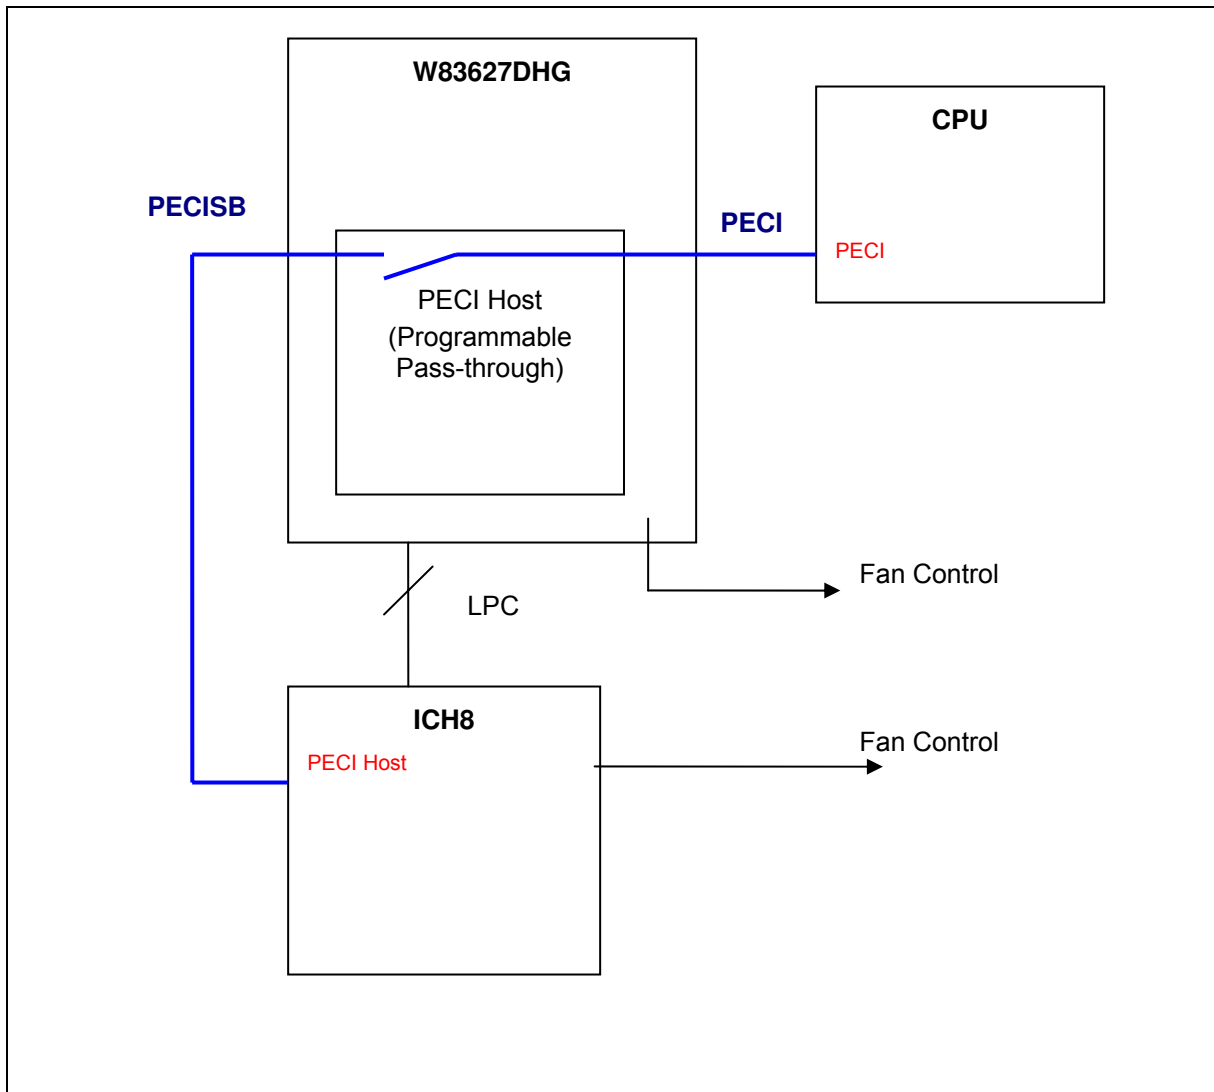 W83627DHG
CPU
PECISB
PECI
PECI
PECI Host
(Programmable
Pass-through)
Fan Control
LPC
ICH8
Fan Control
PECI Host